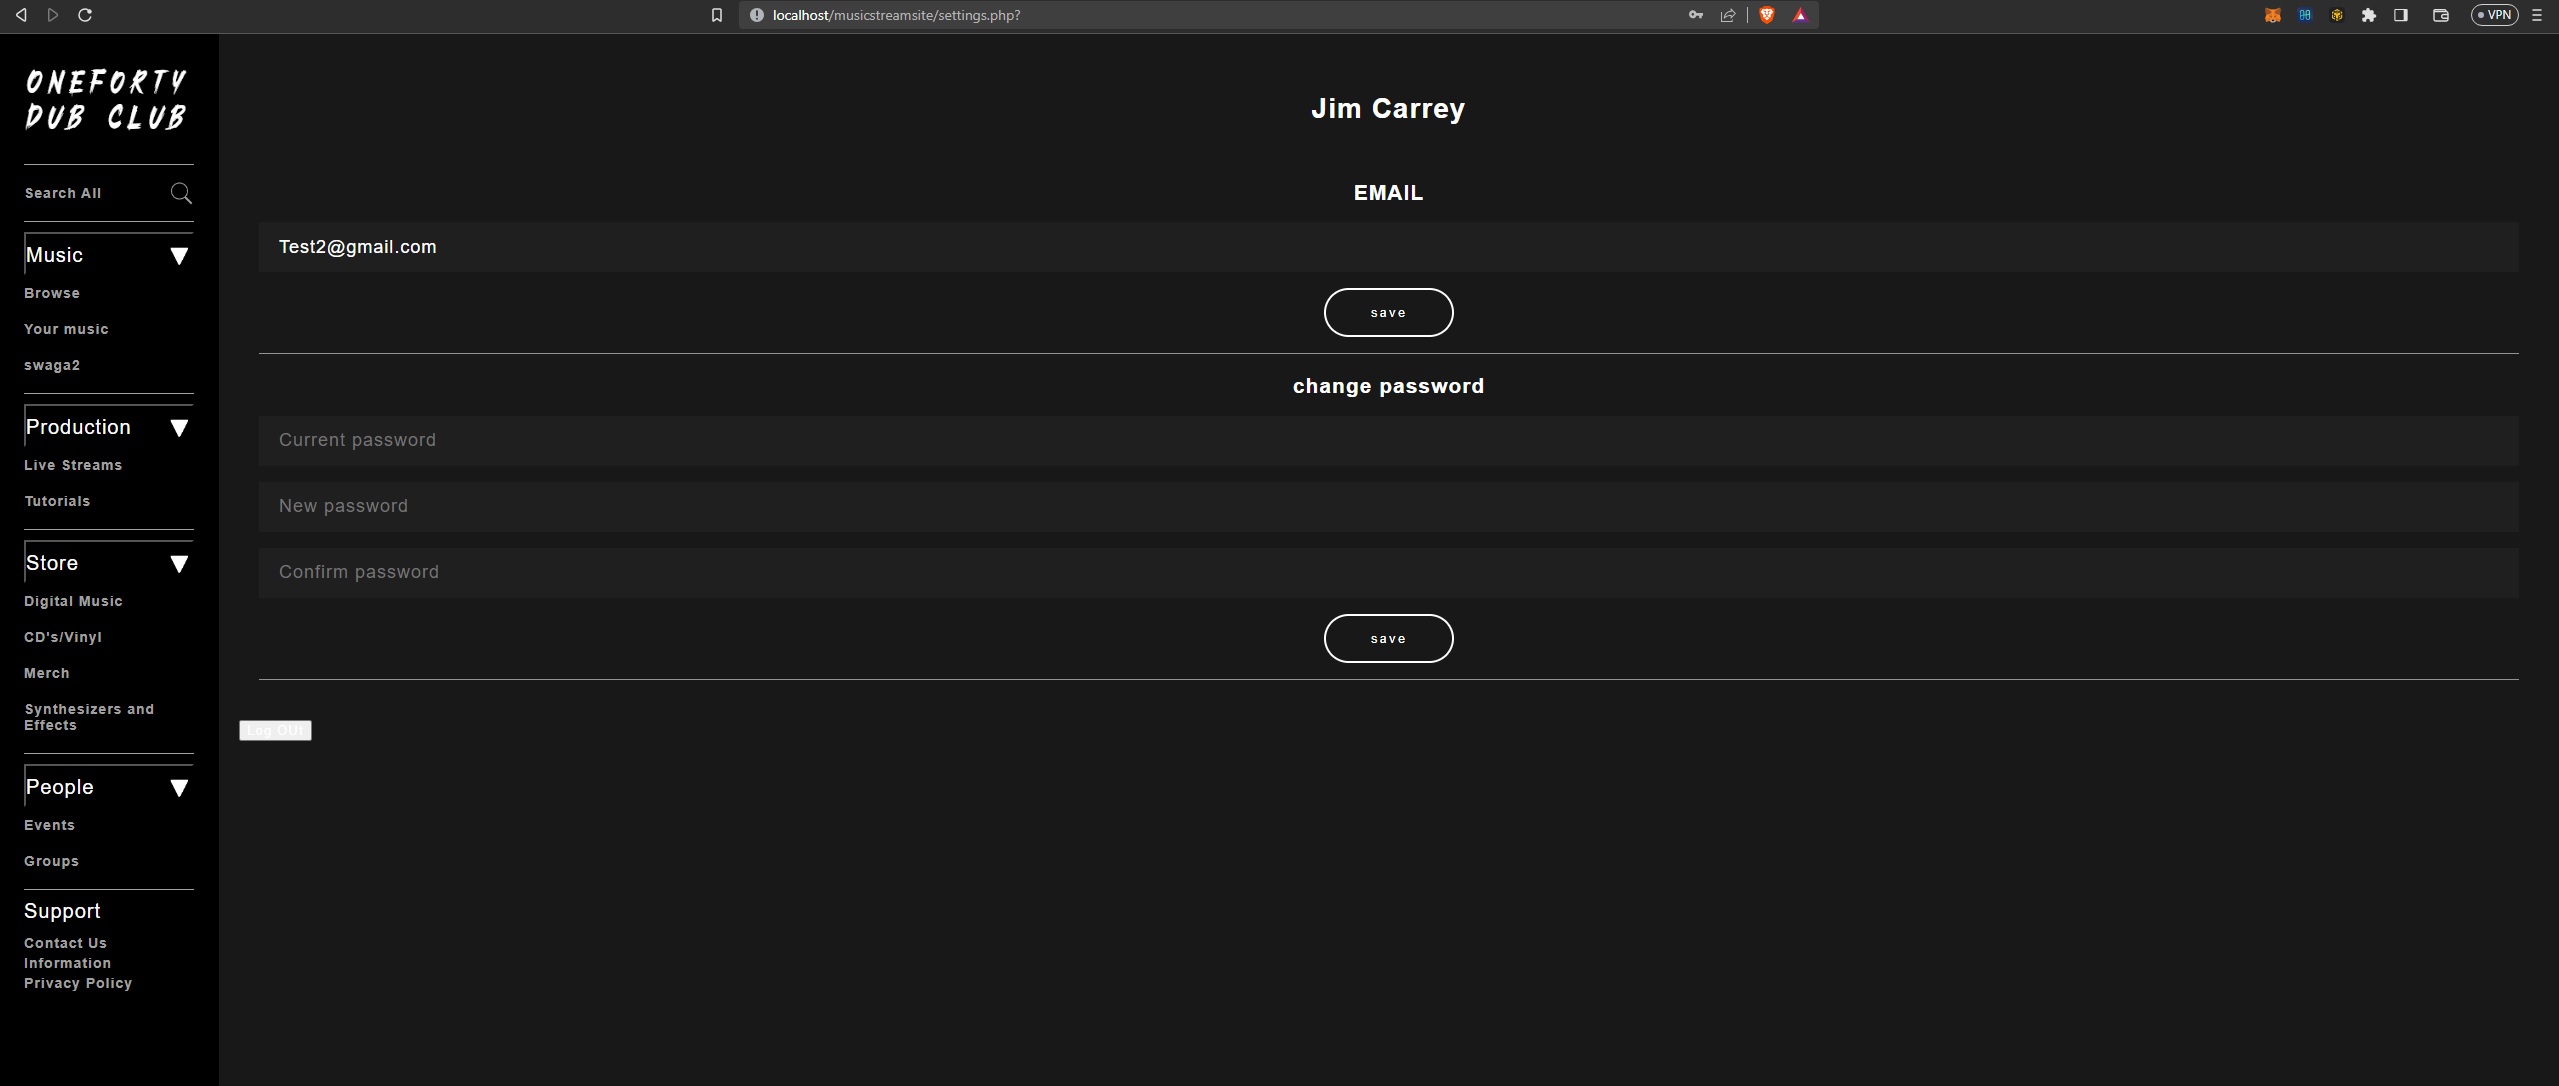 localhost/musicstreamsite/settings.php?
VPN
ONEFORTY
DUB CLUB
Search All
Music ▼
Browse
Your music
swaga2
Production ▼
Live Streams
Tutorials
Store ▼
Digital Music
CD's/Vinyl
Merch
Synthesizers and
Effects
People ▼
Events
Groups
Support
Contact Us
Information
Privacy Policy
Jim Carrey
EMAIL
Test2@gmail.com
save
change password
Current password
New password
Confirm password
save
Log OUt